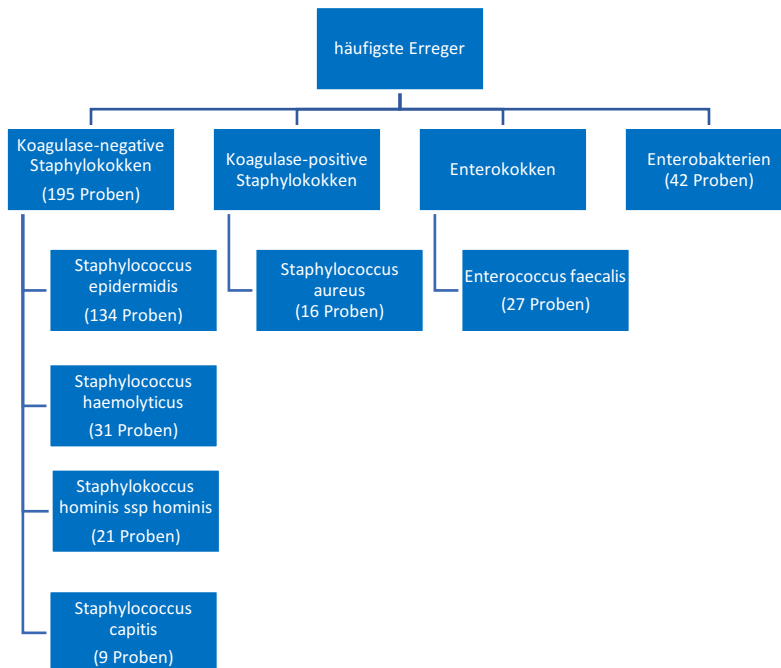 häufigste Erreger
Koagulase-negative
Staphylokokken
(195 Proben)
Koagulase-positive
Staphylokokken
Enterokokken
Enterobakterien
(42 Proben)
Staphylococcus
epidermidis
(134 Proben)
Staphylococcus
aureus
(16 Proben)
Enterococcus faecalis
(27 Proben)
Staphylococcus
haemolyticus
(31 Proben)
Staphylokoccus
hominis ssp hominis
(21 Proben)
Staphylococcus
capitis
(9 Proben)